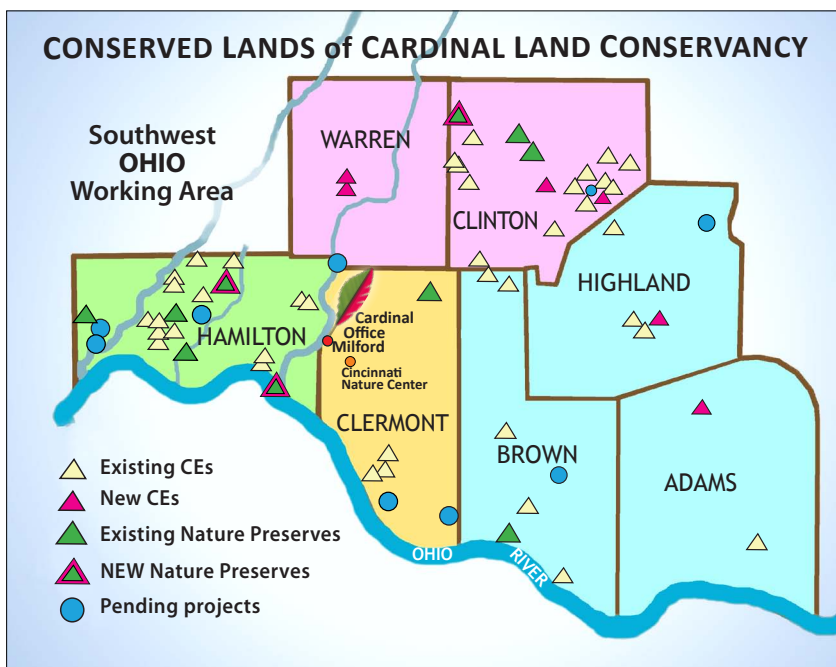 CONSERVED LANDS of CARDINAL LAND CONSERVANCY
Southwest
OHIO
Working Area
WARREN
CLINTON
HIGHLAND
HAMILTON
Cardinal
Office
Milford
Cincinnati
Nature Center
CLERMONT
BROWN
ADAMS
OHIO
RIVER
Existing CEs
New CEs
Existing Nature Preserves
NEW Nature Preserves
Pending projects